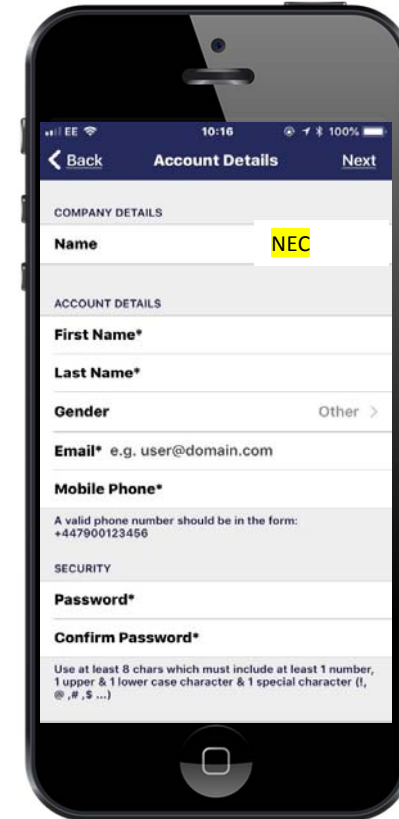 EE 10:16 100%
Back Account Details Next
COMPANY DETAILS
Name NEC
ACCOUNT DETAILS
First Name*
Last Name*
Gender Other >
Email* e.g. user@domain.com
Mobile Phone*
A valid phone number should be in the form:
+447900123456
SECURITY
Password*
Confirm Password*
Use at least 8 chars which must include at least 1 number,
1 upper & 1 lower case character & 1 special character (!,
@ ,# ,$ ...)